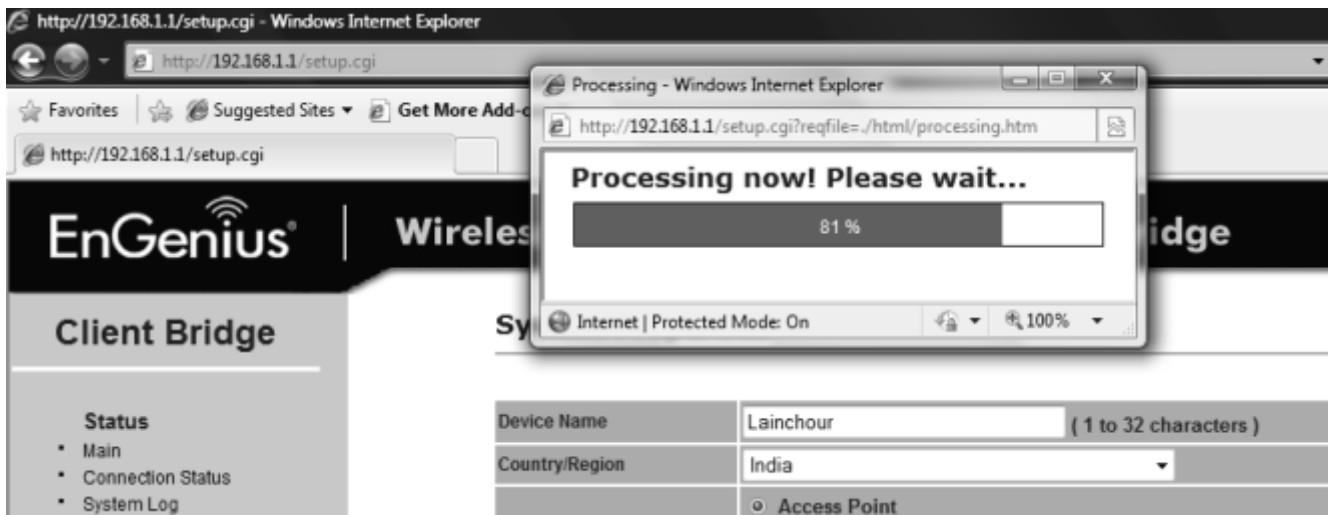 http://192.168.1.1/setup.cgi - Windows Internet Explorer
http://192.168.1.1/setup.cgi
Processing - Windows Internet Explorer
Favorites Suggested Sites Get More Add-
http://192.168.1.1/setup.cgi?reqfile=./html/processing.htm
http://192.168.1.1/setup.cgi
Processing now! Please wait...
81 %
EnGenius®
Wireles
idge
Internet | Protected Mode: On
100%
Client Bridge
Sy
Status
Main
Connection Status
System Log
Device Name Lainchour ( 1 to 32 characters )
Country/Region India
Access Point